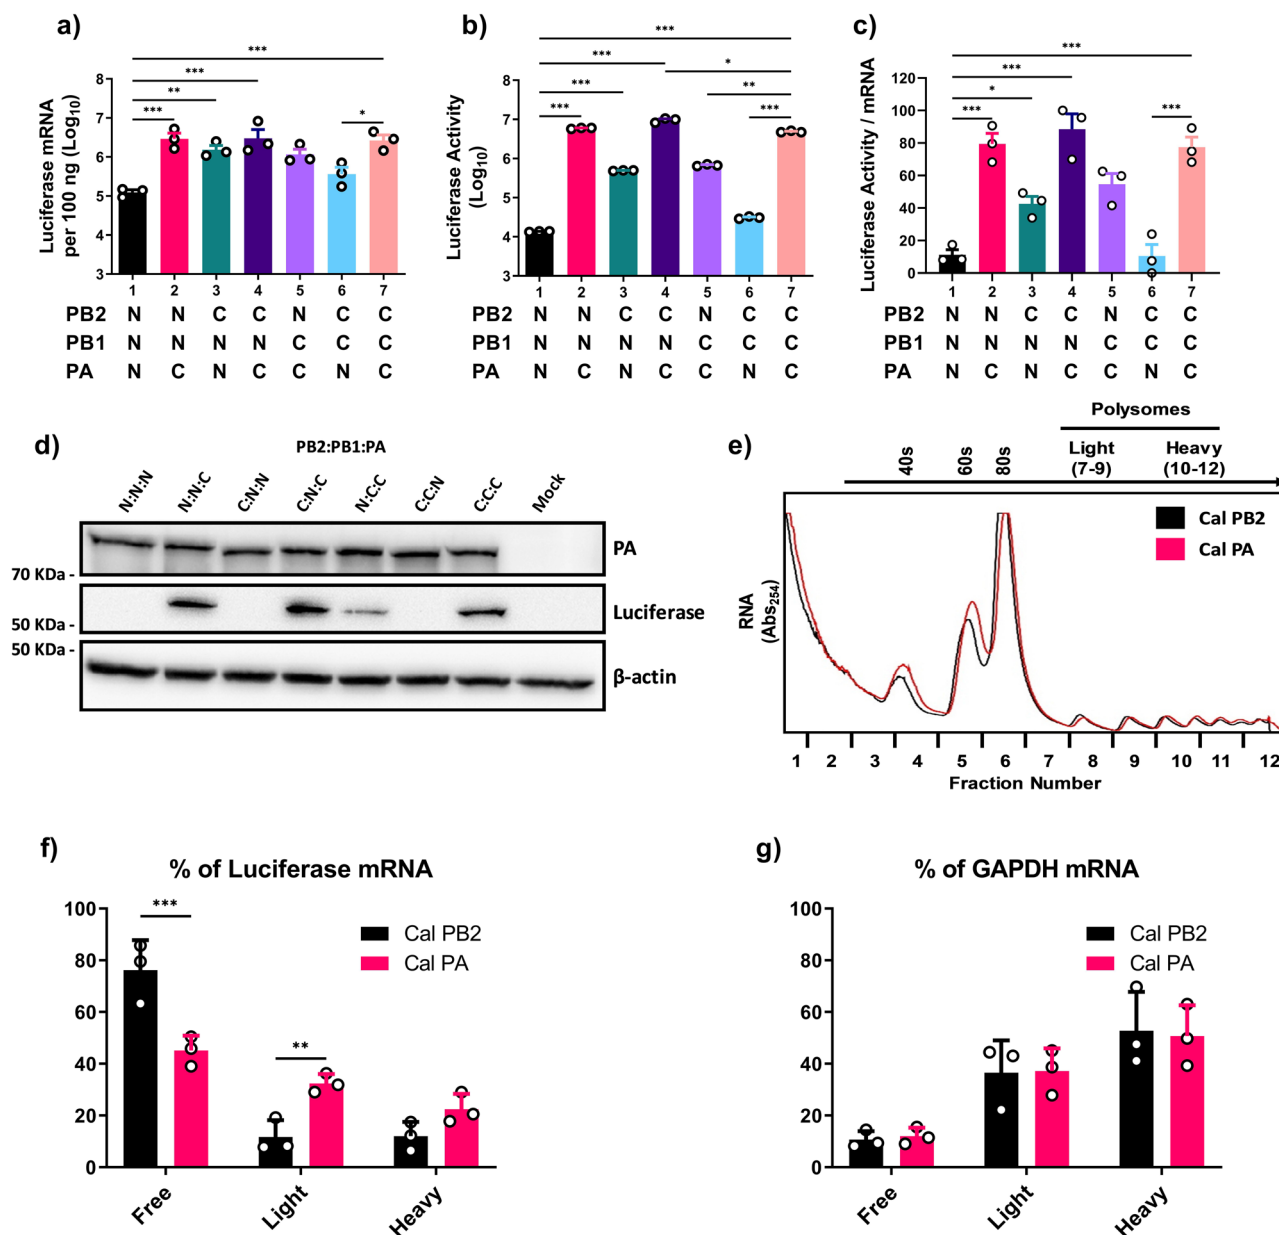 a)
***
***
**
***
*
Luciferase mRNA
per 100 ng (Log10)
8
7
6
5
4
3
1 2 3 4 5 6 7
PB2 N N C C N C C
PB1 N N N N C C C
PA N C N C C N C
b)
***
***
*
***
**
***
***
Luciferase Activity
(Log10)
8
7
6
5
4
3
1 2 3 4 5 6 7
PB2 N N C C N C C
PB1 N N N N C C C
PA N C N C C N C
c)
***
***
*
***
***
Luciferase Activity / mRNA
120
100
80
60
40
20
0
1 2 3 4 5 6 7
PB2 N N C C N C C
PB1 N N N N C C C
PA N C N C C N C
d)
PB2:PB1:PA
N:N:N N:N:C C:N:N C:N:C N:C:C C:C:N C:C:C Mock
PA
70 KDa -
Luciferase
50 KDa -
50 KDa -
β-actin
e)
Polysomes
Light Heavy
(7-9) (10-12)
40s 60s 80s
Cal PB2
Cal PA
RNA
(Abs254)
1 2 3 4 5 6 7 8 9 10 11 12
Fraction Number
f)
% of Luciferase mRNA
100
80
60
40
20
0
***
**
Cal PB2
Cal PA
Free Light Heavy
g)
% of GAPDH mRNA
100
80
60
40
20
0
Cal PB2
Cal PA
Free Light Heavy